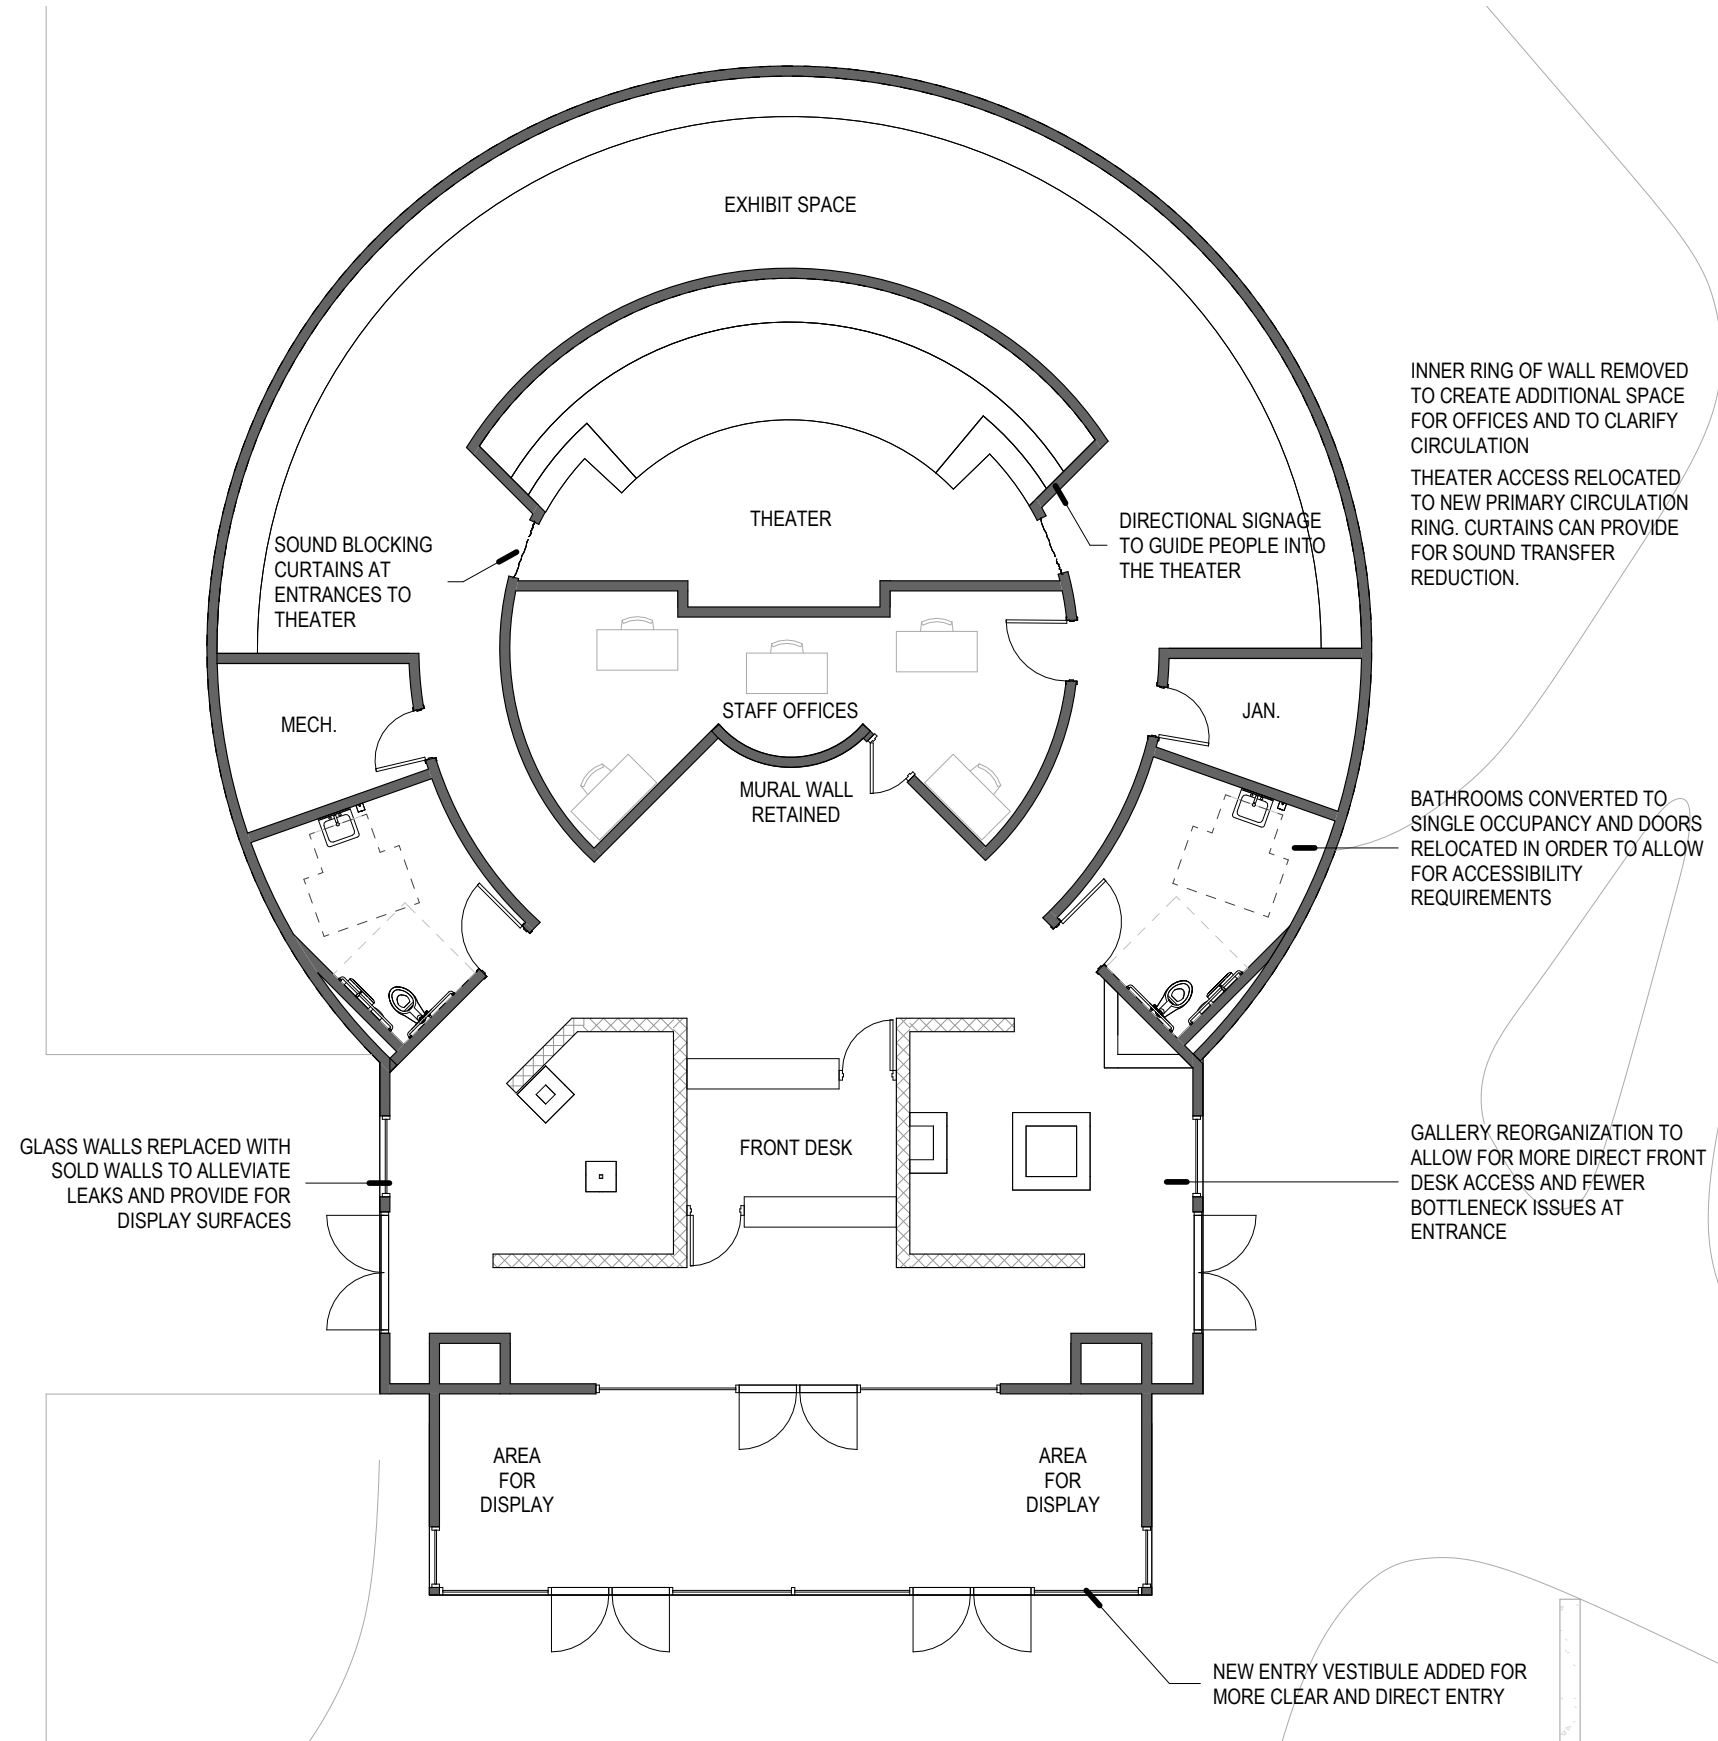 EXHIBIT SPACE
INNER RING OF WALL REMOVED
TO CREATE ADDITIONAL SPACE
FOR OFFICES AND TO CLARIFY
CIRCULATION
THEATER ACCESS RELOCATED
TO NEW PRIMARY CIRCULATION
RING. CURTAINS CAN PROVIDE
FOR SOUND TRANSFER
REDUCTION.
THEATER
SOUND BLOCKING
CURTAINS AT
ENTRANCES TO
THEATER
DIRECTIONAL SIGNAGE
TO GUIDE PEOPLE INTO
THE THEATER
MECH.
STAFF OFFICES
JAN.
MURAL WALL
RETAINED
BATHROOMS CONVERTED TO
SINGLE OCCUPANCY AND DOORS
RELOCATED IN ORDER TO ALLOW
FOR ACCESSIBILITY
REQUIREMENTS
GLASS WALLS REPLACED WITH
SOLD WALLS TO ALLEVIATE
LEAKS AND PROVIDE FOR
DISPLAY SURFACES
FRONT DESK
GALLERY REORGANIZATION TO
ALLOW FOR MORE DIRECT FRONT
DESK ACCESS AND FEWER
BOTTLENECK ISSUES AT
ENTRANCE
AREA
FOR
DISPLAY
AREA
FOR
DISPLAY
NEW ENTRY VESTIBULE ADDED FOR
MORE CLEAR AND DIRECT ENTRY